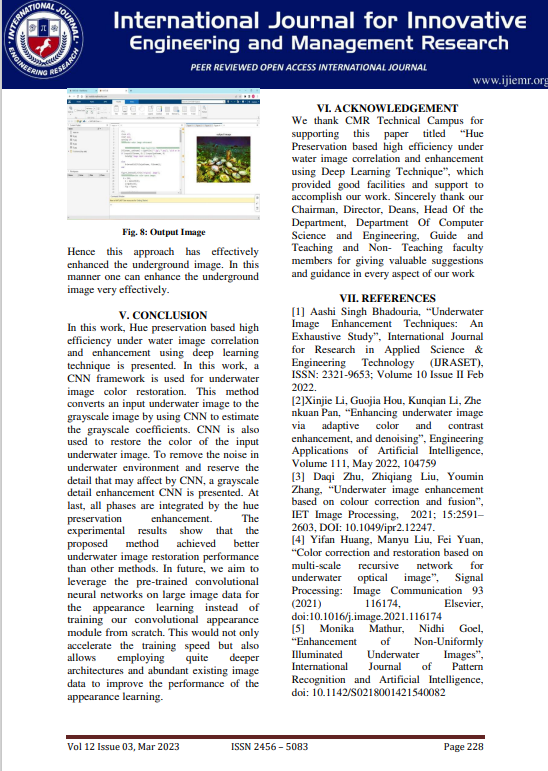 International Journal for Innovative
Engineering and Management Research
PEER REVIEWED OPEN ACCESS INTERNATIONAL JOURNAL
www.ijiemr.org
INTERNATIONAL JOURNAL
ENGINEERING RESEARCH
Fig. 8: Output Image
Hence this approach has effectively
enhanced the underground image. In this
manner one can enhance the underground
image very effectively.
V. CONCLUSION
In this work, Hue preservation based high
efficiency under water image correlation
and enhancement using deep learning
technique is presented. In this work, a
CNN framework is used for underwater
image color restoration. This method
converts an input underwater image to the
grayscale image by using CNN to estimate
the grayscale coefficients. CNN is also
used to restore the color of the input
underwater image. To remove the noise in
underwater environment and reserve the
detail that may affect by CNN, a grayscale
detail enhancement CNN is presented. At
last, all phases are integrated by the hue
preservation enhancement. The
experimental results show that the
proposed method achieved better
underwater image restoration performance
than other methods. In future, we aim to
leverage the pre-trained convolutional
neural networks on large image data for
the appearance learning instead of
training our convolutional appearance
module from scratch. This would not only
accelerate the training speed but also
allows employing quite deeper
architectures and abundant existing image
data to improve the performance of the
appearance learning.
VI. ACKNOWLEDGEMENT
We thank CMR Technical Campus for
supporting this paper titled “Hue
Preservation based high efficiency under
water image correlation and enhancement
using Deep Learning Technique”, which
provided good facilities and support to
accomplish our work. Sincerely thank our
Chairman, Director, Deans, Head Of the
Department, Department Of Computer
Science and Engineering, Guide and
Teaching and Non- Teaching faculty
members for giving valuable suggestions
and guidance in every aspect of our work
VII. REFERENCES
[1] Aashi Singh Bhadouria, “Underwater
Image Enhancement Techniques: An
Exhaustive Study”, International Journal
for Research in Applied Science &
Engineering Technology (IJRASET),
ISSN: 2321-9653; Volume 10 Issue II Feb
2022.
[2]Xinjie Li, Guojia Hou, Kunqian Li, Zhe
nkuan Pan, “Enhancing underwater image
via adaptive color and contrast
enhancement, and denoising”, Engineering
Applications of Artificial Intelligence,
Volume 111, May 2022, 104759
[3] Daqi Zhu, Zhiqiang Liu, Youmin
Zhang, “Underwater image enhancement
based on colour correction and fusion”,
IET Image Processing, 2021; 15:2591–
2603, DOI: 10.1049/ipr2.12247.
[4] Yifan Huang, Manyu Liu, Fei Yuan,
“Color correction and restoration based on
multi-scale recursive network for
underwater optical image”, Signal
Processing: Image Communication 93
(2021) 116174, Elsevier,
doi:10.1016/j.image.2021.116174
[5] Monika Mathur, Nidhi Goel,
“Enhancement of Non-Uniformly
Illuminated Underwater Images”,
International Journal of Pattern
Recognition and Artificial Intelligence,
doi: 10.1142/S0218001421540082
Vol 12 Issue 03, Mar 2023 ISSN 2456 – 5083 Page 228